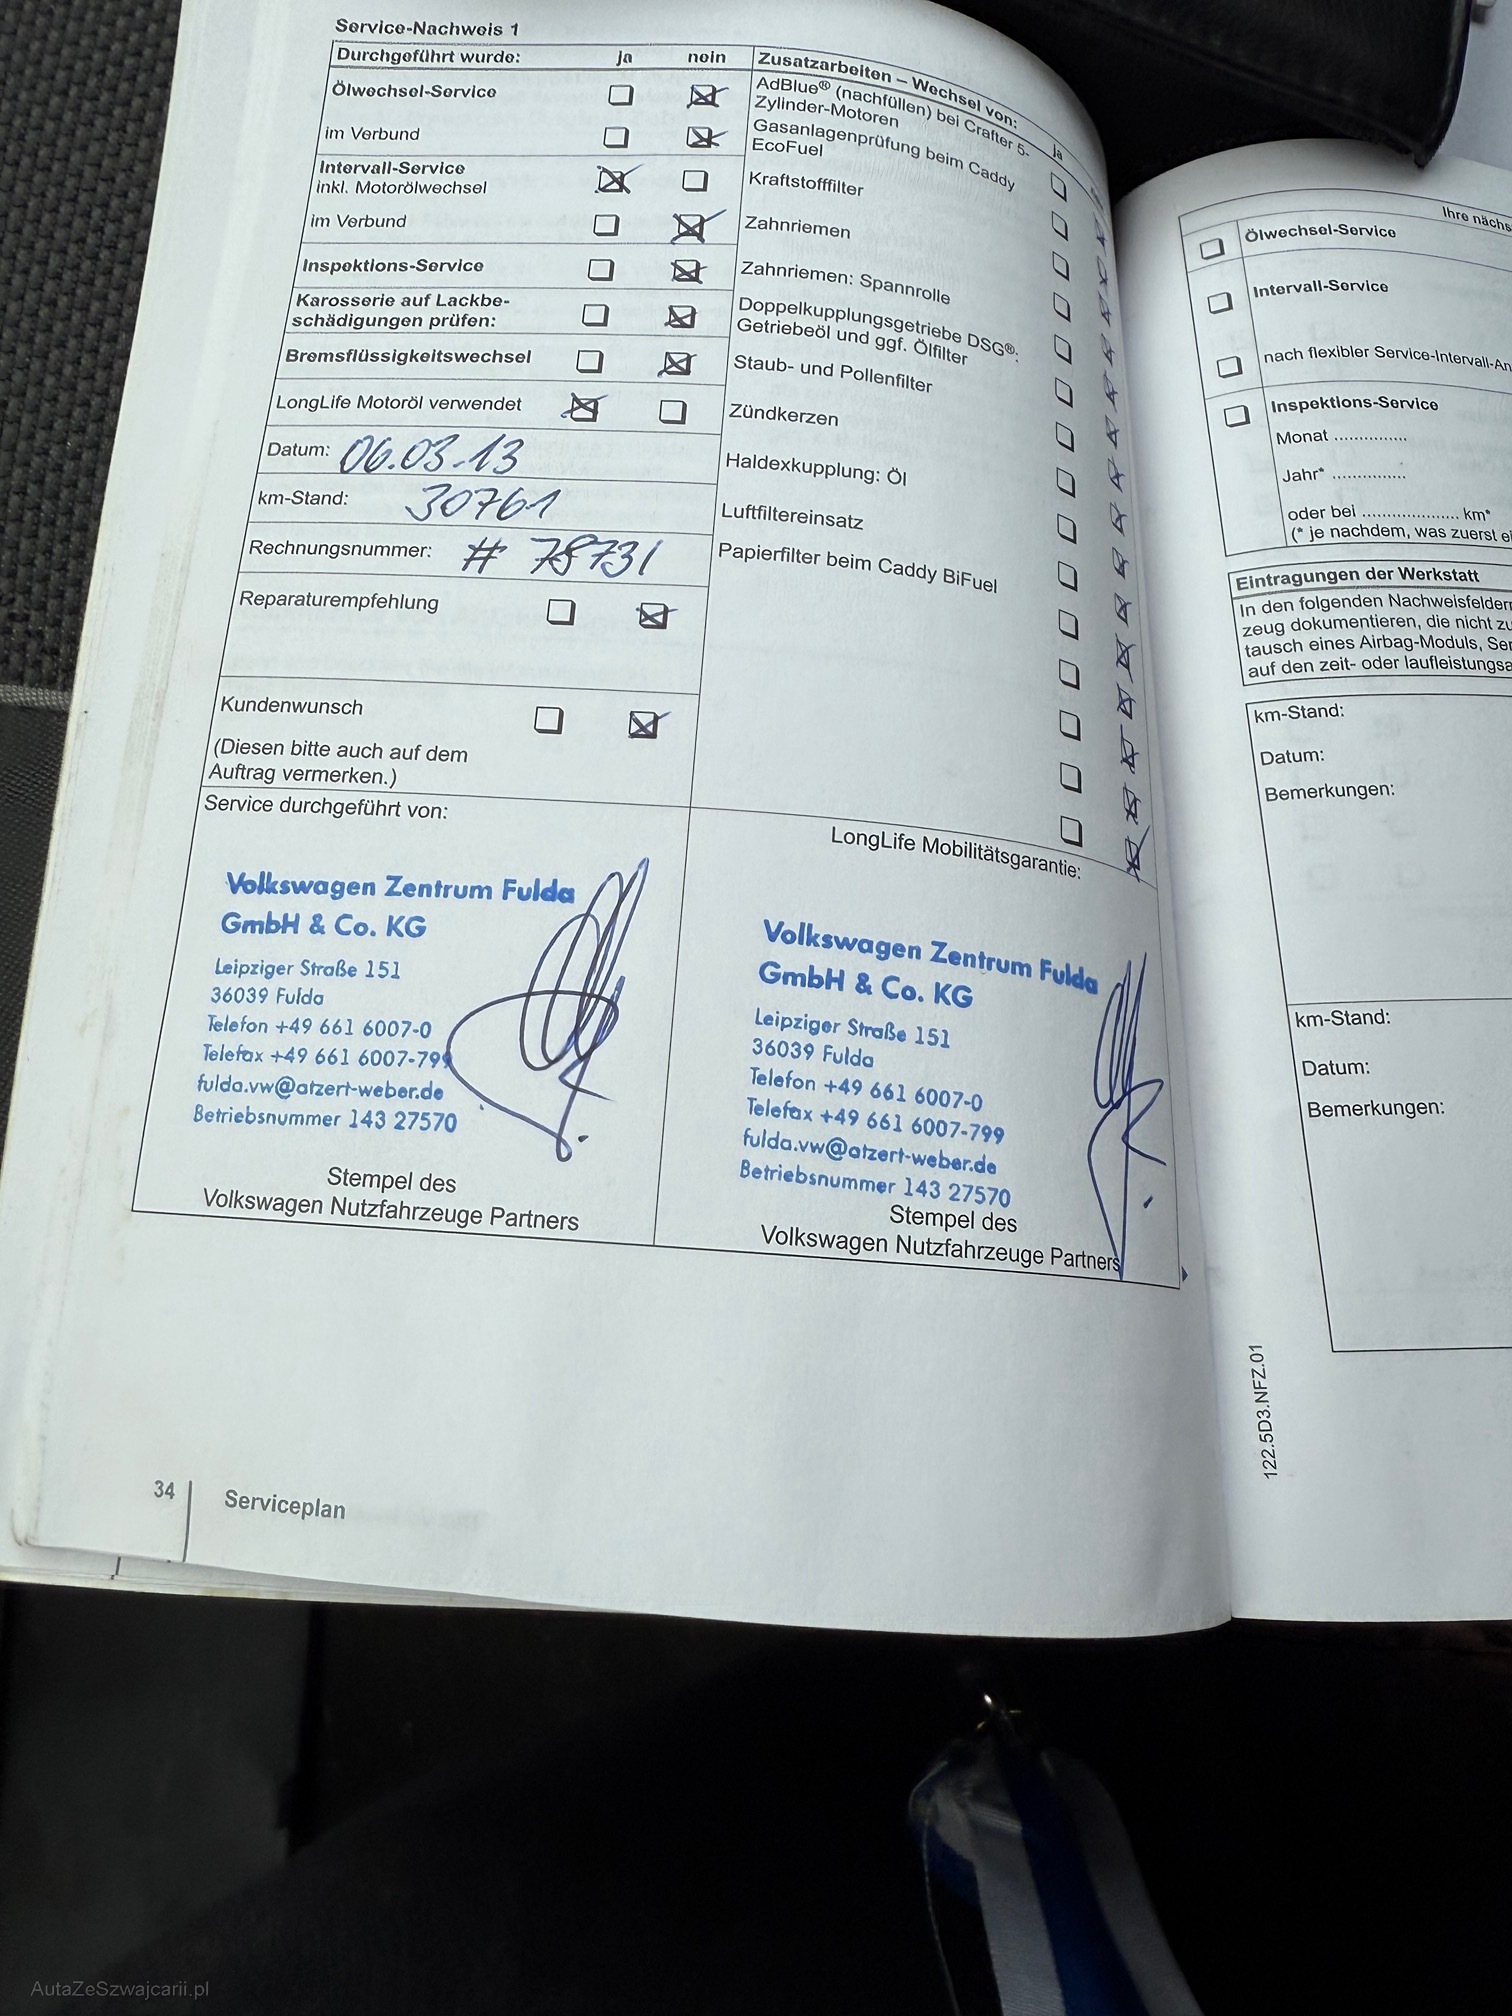 Service-Nachweis 1
Durchgeführt wurde: ja nein
Ölwechsel-Service
im Verbund
Intervall-Service
inkl. Motorölwechsel
im Verbund
Inspektions-Service
Karosserie auf Lackbe-
schädigungen prüfen:
Bremsflüssigkeitswechsel
LongLife Motoröl verwendet
Datum: 06.03.13
km-Stand: 30761
Rechnungsnummer: # 78731
Reparaturempfehlung
Kundenwunsch
(Diesen bitte auch auf dem
Auftrag vermerken.)
Zusatzarbeiten – Wechsel von:
ja
AdBlue® (nachfüllen) bei Crafter 5-
Zylinder-Motoren
Gasanlagenprüfung beim Caddy
EcoFuel
Kraftstofffilter
Zahnriemen
Zahnriemen: Spannrolle
Doppelkupplungsgetriebe DSG®:
Getriebeöl und ggf. Ölfilter
Staub- und Pollenfilter
Zündkerzen
Haldexkupplung: Öl
Luftfiltereinsatz
Papierfilter beim Caddy BiFuel
Service durchgeführt von:
Volkswagen Zentrum Fulda
GmbH & Co. KG
Leipziger Straße 151
36039 Fulda
Telefon +49 661 6007-0
Telefax +49 661 6007-799
fulda.vw@atzert-weber.de
Betriebsnummer 143 27570
Stempel des
Volkswagen Nutzfahrzeuge Partners
LongLife Mobilitätsgarantie:
Volkswagen Zentrum Fulda
GmbH & Co. KG
Leipziger Straße 151
36039 Fulda
Telefon +49 661 6007-0
Telefax +49 661 6007-799
fulda.vw@atzert-weber.de
Betriebsnummer 143 27570
Stempel des
Volkswagen Nutzfahrzeuge Partners
34
Serviceplan
Ihre nächs
Ölwechsel-Service
Intervall-Service
nach flexibler Service-Intervall-An
Inspektions-Service
Monat ...............
Jahr* ...............
oder bei .................... km*
(* je nachdem, was zuerst e
Eintragungen der Werkstatt
In den folgenden Nachweisfelder
zeug dokumentieren, die nicht zu
tausch eines Airbag-Moduls, Ser
auf den zeit- oder laufleistungsa
km-Stand:
Datum:
Bemerkungen:
km-Stand:
Datum:
Bemerkungen:
122.5D3.NFZ.01
AutaZeSzwajcarii.pl